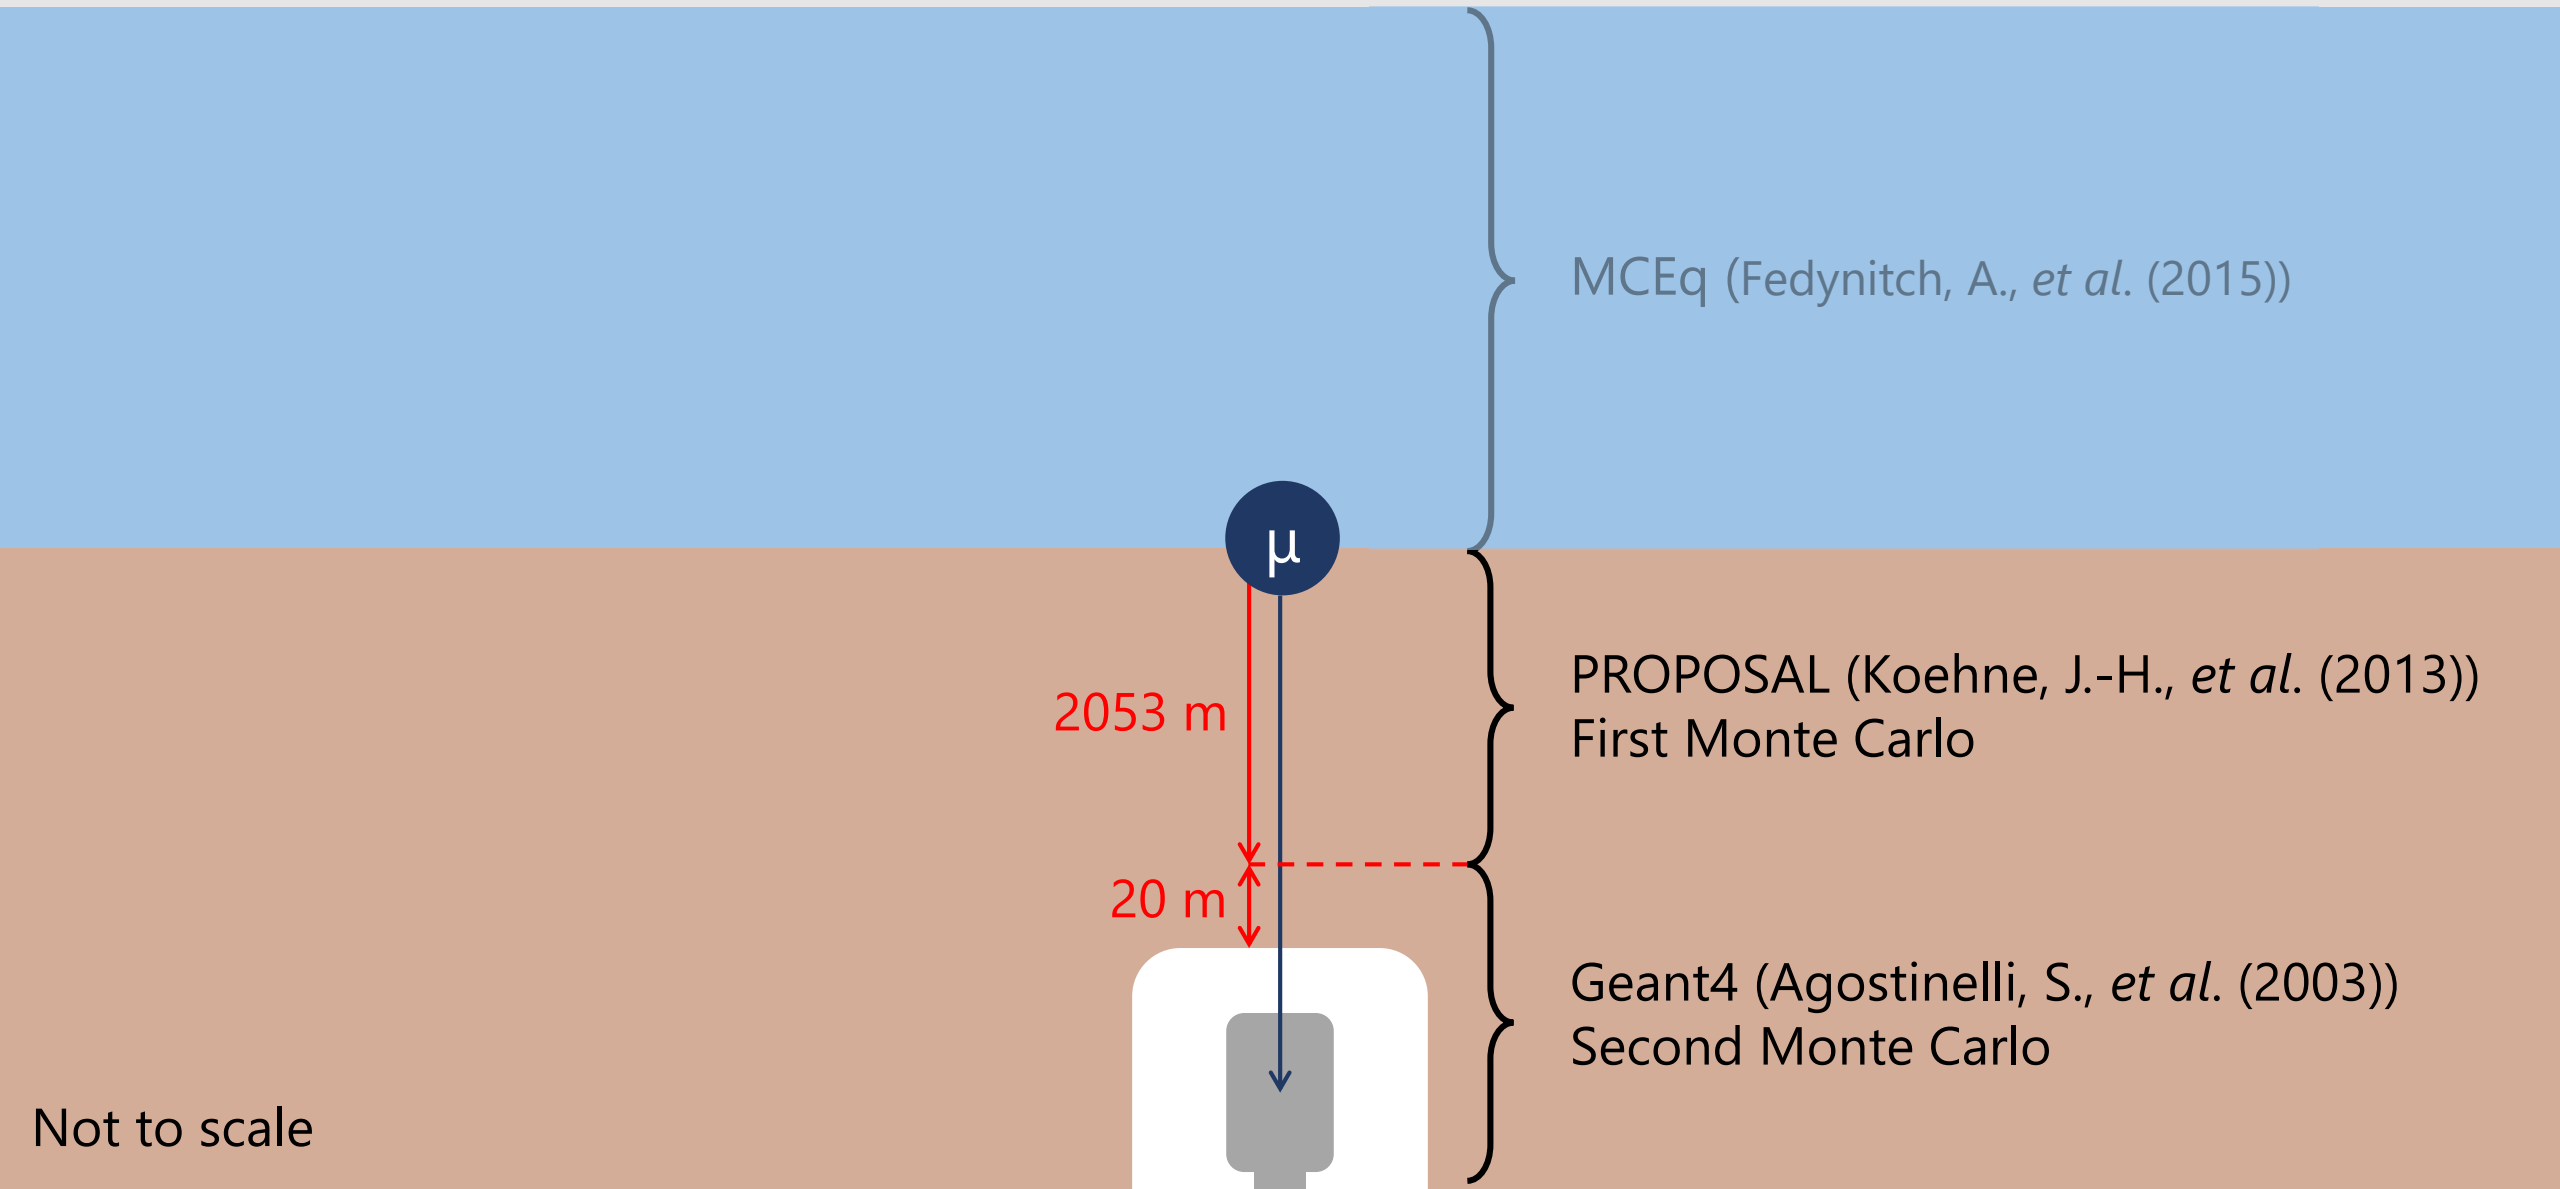 MCEq (Fedynitch, A., et al. (2015))
μ
PROPOSAL (Koehne, J.-H., et al. (2013))
First Monte Carlo
2053 m
20 m
Geant4 (Agostinelli, S., et al. (2003))
Second Monte Carlo
Not to scale